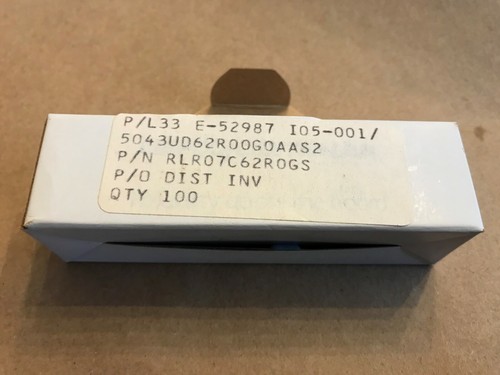 P/L33 E-52987 I05-001/
5043UD62R00G0AAS2
P/N RLR07C62R0GS
P/O DIST INV
QTY 100